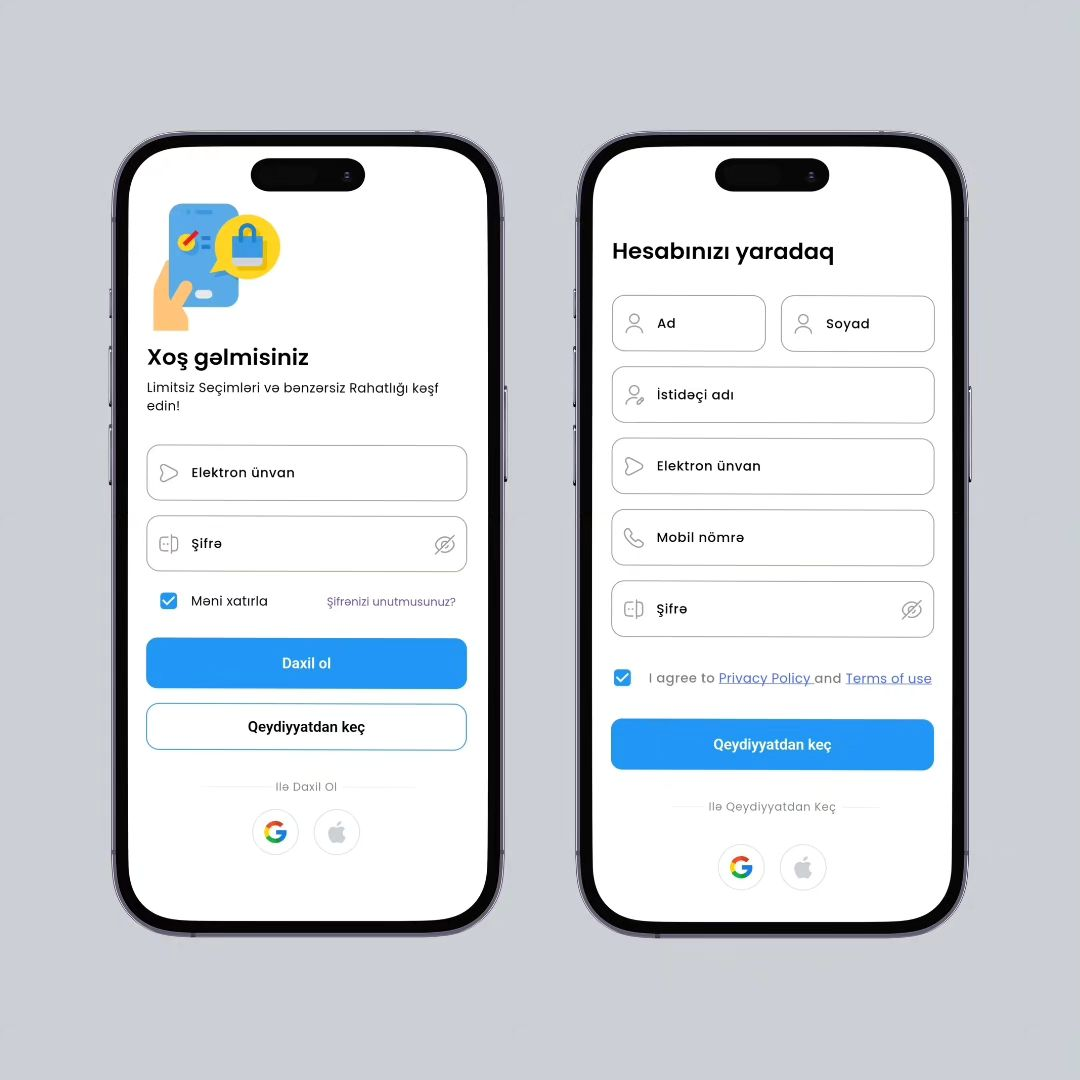 Xoş gəlmisiniz
Limitsiz Seçimləri və bənzərsiz Rahatlığı kəşf
edin!
Elektron ünvan
Şifrə
Məni xatırla
Şifrənizi unutmusunuz?
Daxil ol
Qeydiyyatdan keç
Ilə Daxil Ol
Hesabınızı yaradaq
Ad
Soyad
İstidəçi adı
Elektron ünvan
Mobil nömrə
Şifrə
I agree to Privacy Policy and Terms of use
Qeydiyyatdan keç
Ilə Qeydiyyatdan Keç